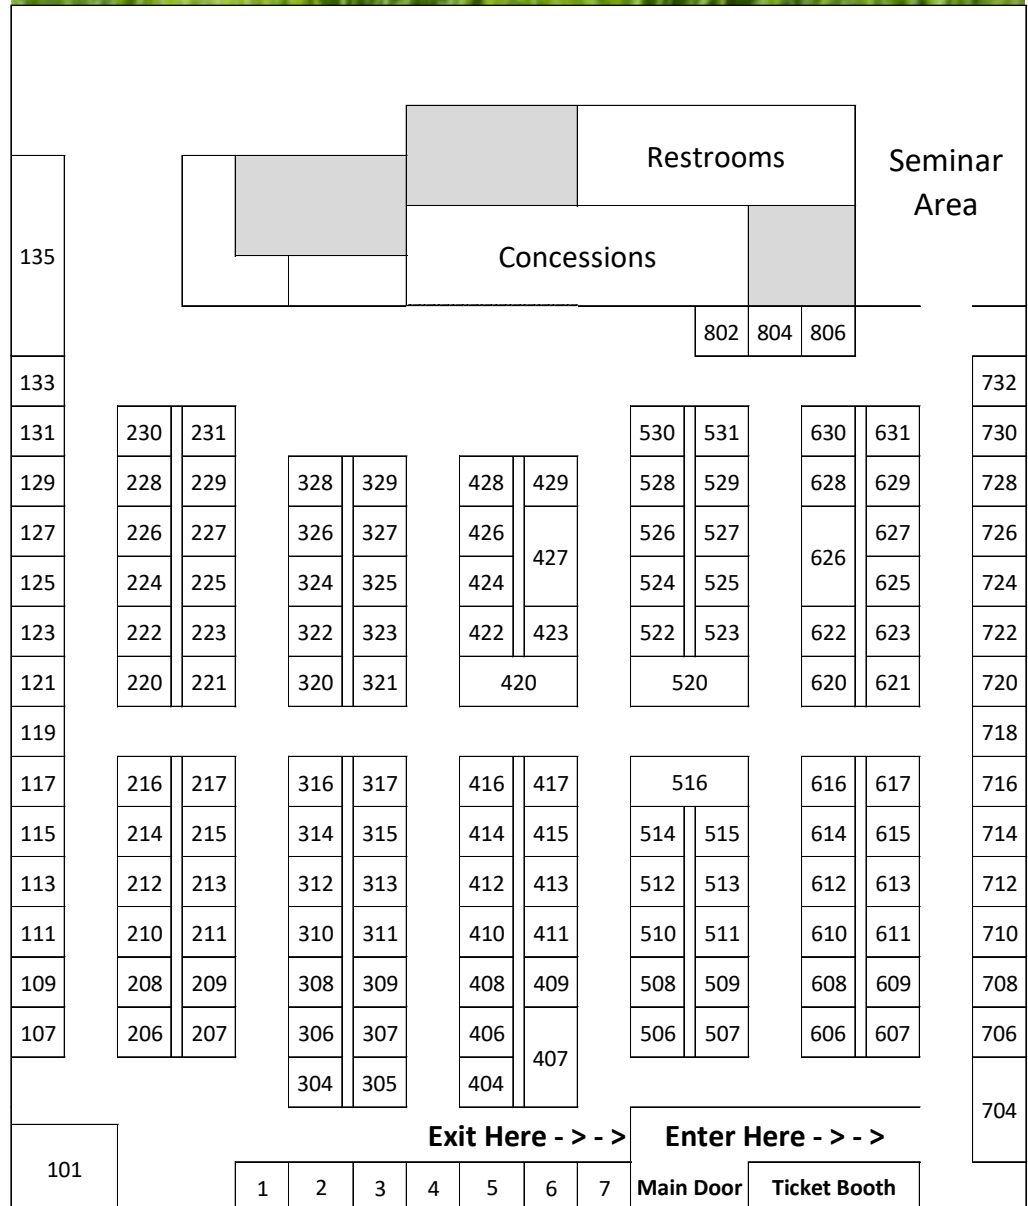 Restrooms
Seminar
Area
135
Concessions
802 804 806
133 732
131 230 231 530 531 630 631 730
129 228 229 328 329 428 429 528 529 628 629 728
127 226 227 326 327 426 526 527 627 726
427 626
125 224 225 324 325 424 524 525 625 724
123 222 223 322 323 422 423 522 523 622 623 722
121 220 221 320 321 420 520 620 621 720
119 718
117 216 217 316 317 416 417 516 616 617 716
115 214 215 314 315 414 415 514 515 614 615 714
113 212 213 312 313 412 413 512 513 612 613 712
111 210 211 310 311 410 411 510 511 610 611 710
109 208 209 308 309 408 409 508 509 608 609 708
107 206 207 306 307 406 506 507 606 607 706
407
304 305 404
704
Exit Here - > - > Enter Here - > - >
101
1 2 3 4 5 6 7 Main Door Ticket Booth